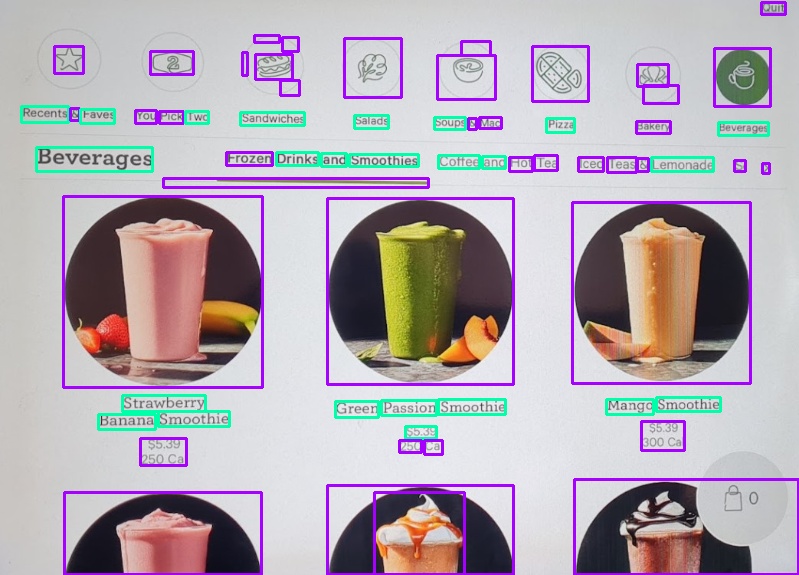 Quit
2
Recents & Faves
You Pick Two
Sandwiches
Salads
Soups & Mac
Pizza
Bakery
Beverages
Beverages
Frozen Drinks and Smoothies
Coffee and Hot Tea
Iced Teas & Lemonade
Strawberry
Banana Smoothie
$5.39
250 Cal
Green Passion Smoothie
$5.39
250 Cal
Mango Smoothie
$5.39
300 Cal
0